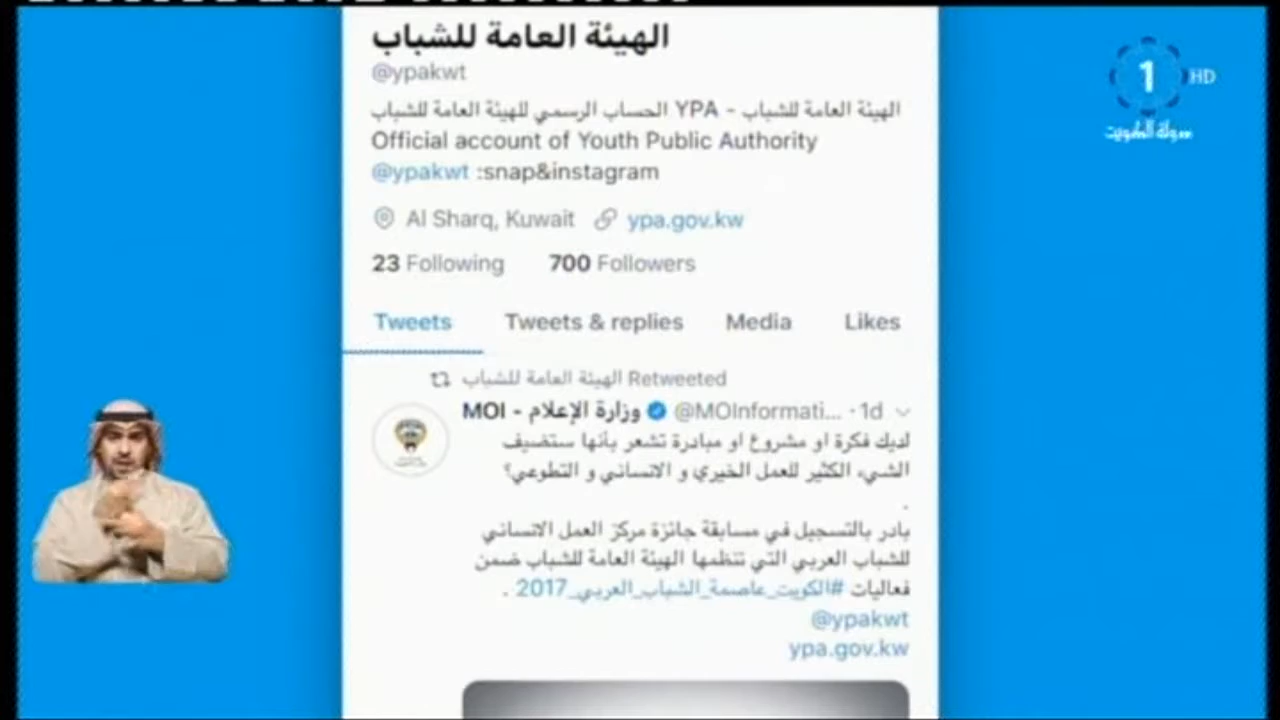 الهيئة العامة للشباب
@ypakwt
الهيئة العامة للشباب - YPA الحساب الرسمي للهيئة العامة للشباب
Official account of Youth Public Authority
@ypakwt :snap&instagram
Al Sharq, Kuwait ypa.gov.kw
23 Following 700 Followers
Tweets Tweets & replies Media Likes
الهيئة العامة للشباب Retweeted
وزارة الإعلام - MOI @MOInformati... · 1d
لديك فكرة او مشروع او مبادرة تشعر بأنها ستضيف
الشيء الكثير للعمل الخيري و الانساني و التطوعي؟
.
بادر بالتسجيل في مسابقة جائزة مركز العمل الانساني
للشباب العربي التي تنظمها الهيئة العامة للشباب ضمن
فعاليات #الكويت_عاصمة_الشباب_العربي_2017 .
@ypakwt
ypa.gov.kw
1 HD
دولة الكويت